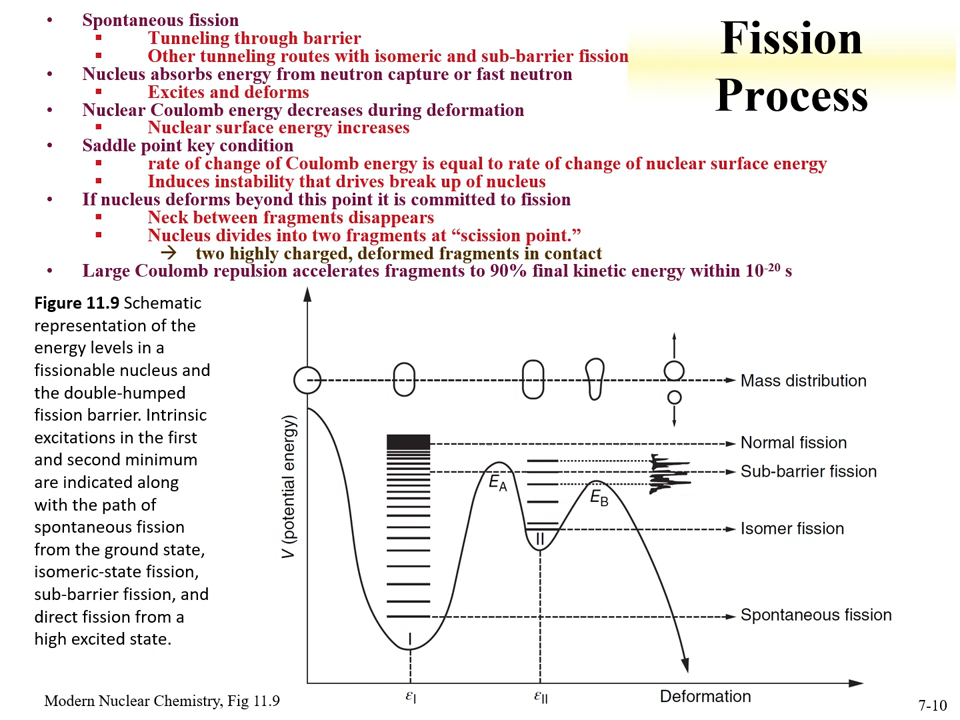 Fission
Process
• Spontaneous fission
▪ Tunneling through barrier
▪ Other tunneling routes with isomeric and sub-barrier fission
• Nucleus absorbs energy from neutron capture or fast neutron
▪ Excites and deforms
• Nuclear Coulomb energy decreases during deformation
▪ Nuclear surface energy increases
• Saddle point key condition
▪ rate of change of Coulomb energy is equal to rate of change of nuclear surface energy
▪ Induces instability that drives break up of nucleus
• If nucleus deforms beyond this point it is committed to fission
▪ Neck between fragments disappears
▪ Nucleus divides into two fragments at “scission point.”
→ two highly charged, deformed fragments in contact
• Large Coulomb repulsion accelerates fragments to 90% final kinetic energy within 10⁻²⁰ s
Figure 11.9 Schematic
representation of the
energy levels in a
fissionable nucleus and
the double-humped
fission barrier. Intrinsic
excitations in the first
and second minimum
are indicated along
with the path of
spontaneous fission
from the ground state,
isomeric-state fission,
sub-barrier fission, and
direct fission from a
high excited state.
V (potential energy)
Mass distribution
Normal fission
Sub-barrier fission
E_A
E_B
Isomer fission
II
Spontaneous fission
I
ε_I
ε_II
Deformation
Modern Nuclear Chemistry, Fig 11.9
7-10